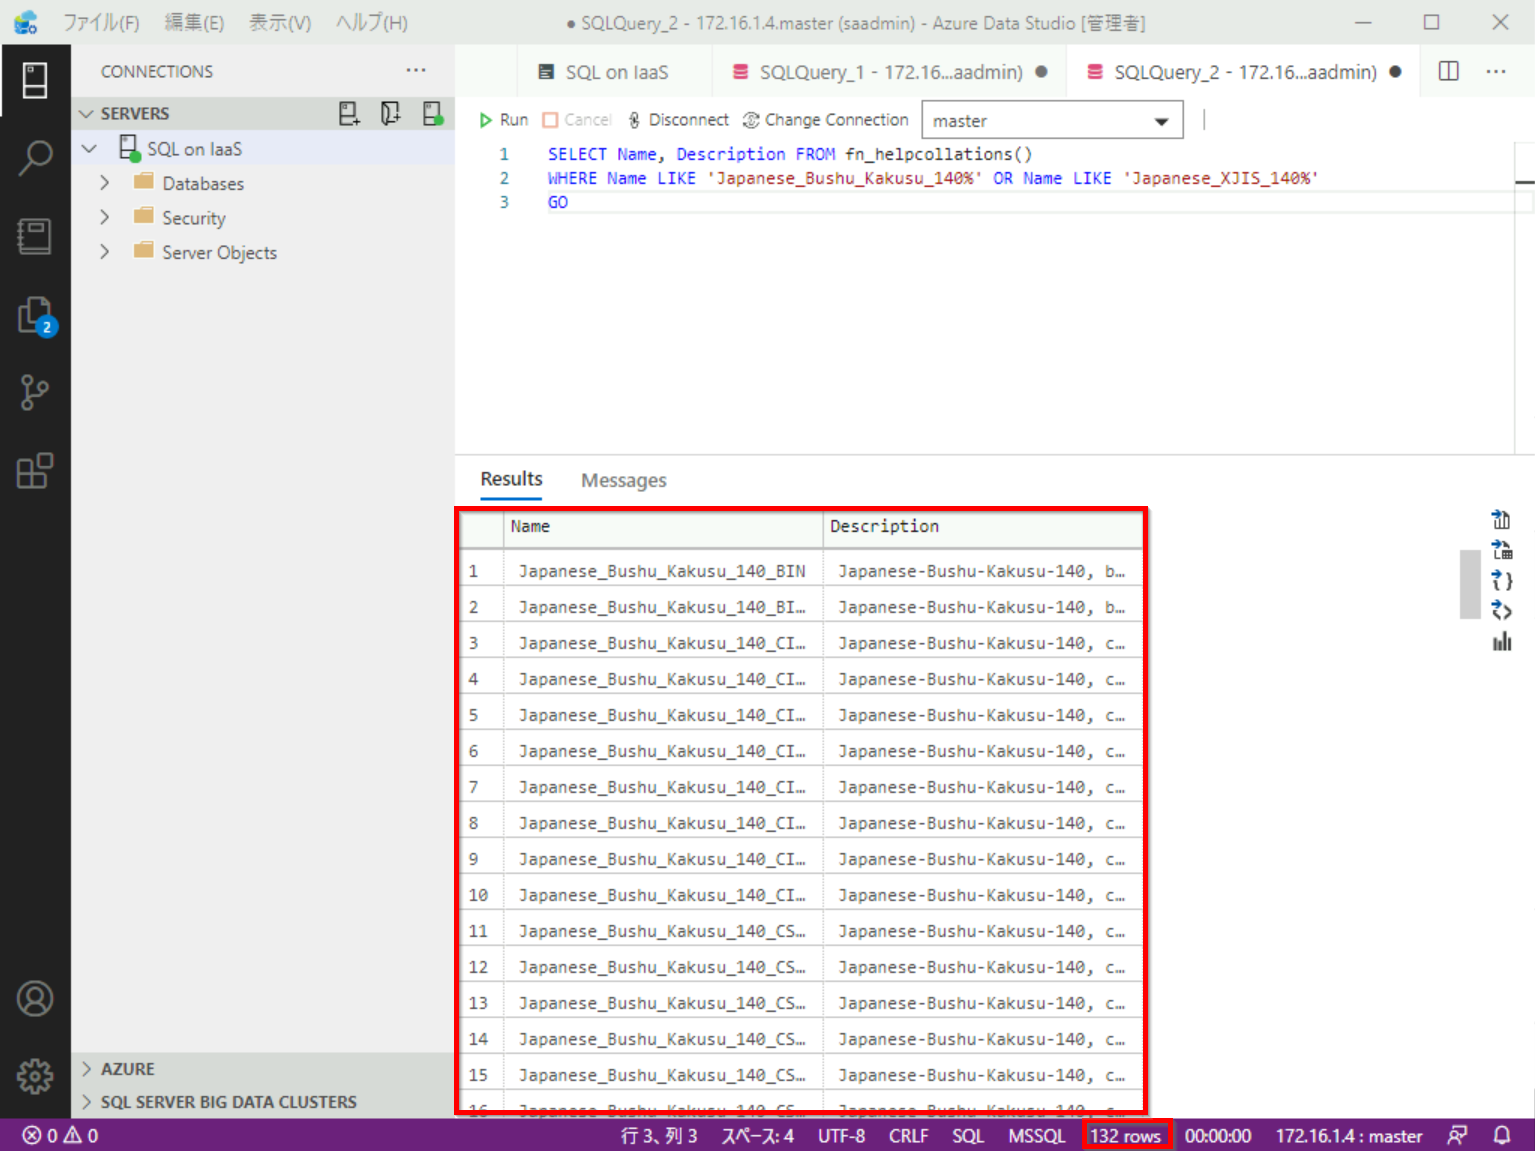 ファイル(F) 編集(E) 表示(V) ヘルプ(H) ● SQLQuery_2 - 172.16.1.4.master (saadmin) - Azure Data Studio [管理者]
CONNECTIONS ...
SERVERS
SQL on IaaS
Databases
Security
Server Objects
2
AZURE
SQL SERVER BIG DATA CLUSTERS
SQL on IaaS SQLQuery_1 - 172.16...aadmin) ● SQLQuery_2 - 172.16...aadmin) ● ...
Run Cancel Disconnect Change Connection master
1 SELECT Name, Description FROM fn_helpcollations()
2 WHERE Name LIKE 'Japanese_Bushu_Kakusu_140%' OR Name LIKE 'Japanese_XJIS_140%'
3 GO
Results Messages
Name Description
1 Japanese_Bushu_Kakusu_140_BIN Japanese-Bushu-Kakusu-140, b...
2 Japanese_Bushu_Kakusu_140_BI... Japanese-Bushu-Kakusu-140, b...
3 Japanese_Bushu_Kakusu_140_CI... Japanese-Bushu-Kakusu-140, c...
4 Japanese_Bushu_Kakusu_140_CI... Japanese-Bushu-Kakusu-140, c...
5 Japanese_Bushu_Kakusu_140_CI... Japanese-Bushu-Kakusu-140, c...
6 Japanese_Bushu_Kakusu_140_CI... Japanese-Bushu-Kakusu-140, c...
7 Japanese_Bushu_Kakusu_140_CI... Japanese-Bushu-Kakusu-140, c...
8 Japanese_Bushu_Kakusu_140_CI... Japanese-Bushu-Kakusu-140, c...
9 Japanese_Bushu_Kakusu_140_CI... Japanese-Bushu-Kakusu-140, c...
10 Japanese_Bushu_Kakusu_140_CI... Japanese-Bushu-Kakusu-140, c...
11 Japanese_Bushu_Kakusu_140_CS... Japanese-Bushu-Kakusu-140, c...
12 Japanese_Bushu_Kakusu_140_CS... Japanese-Bushu-Kakusu-140, c...
13 Japanese_Bushu_Kakusu_140_CS... Japanese-Bushu-Kakusu-140, c...
14 Japanese_Bushu_Kakusu_140_CS... Japanese-Bushu-Kakusu-140, c...
15 Japanese_Bushu_Kakusu_140_CS... Japanese-Bushu-Kakusu-140, c...
16 Japanese_Bushu_Kakusu_140_CS... Japanese-Bushu-Kakusu-140, c...
0 0 行 3、列 3 スペース: 4 UTF-8 CRLF SQL MSSQL 132 rows 00:00:00 172.16.1.4 : master